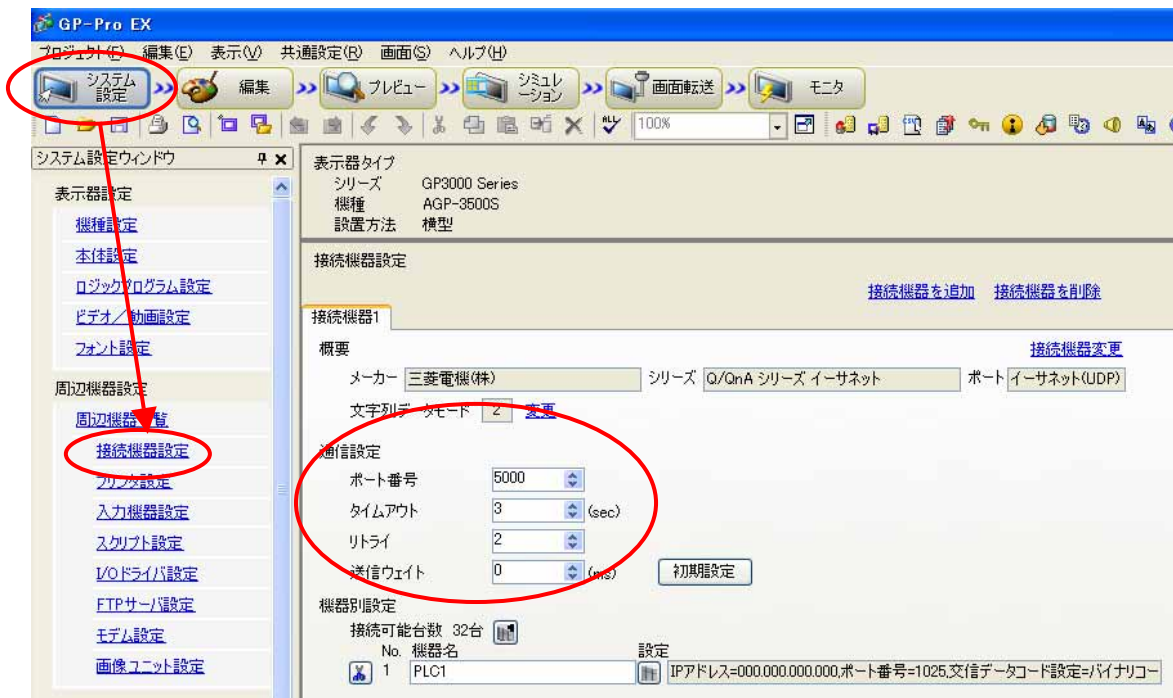 GP-Pro EX
プロジェクト(F) 編集(E) 表示(V) 共通設定(R) 画面(S) ヘルプ(H)
システム設定 編集 プレビュー シミュレーション 画面転送 モニタ
100%
システム設定ウィンドウ
表示器設定
機種設定
本体設定
ロジックプログラム設定
ビデオ/動画設定
フォント設定
周辺機器設定
周辺機器一覧
接続機器設定
プリンタ設定
入力機器設定
スクリプト設定
I/Oドライバ設定
FTPサーバ設定
モデム設定
画像ユニット設定
表示器タイプ
シリーズ GP3000 Series
機種 AGP-3500S
設置方法 横型
接続機器設定
接続機器を追加 接続機器を削除
接続機器1
概要 接続機器変更
メーカー 三菱電機(株) シリーズ Q/QnA シリーズ イーサネット ポート イーサネット(UDP)
文字列データモード 2 変更
通信設定
ポート番号 5000
タイムアウト 3 (sec)
リトライ 2
送信ウェイト 0 (ms) 初期設定
機器別設定
接続可能台数 32台
No. 機器名 設定
1 PLC1 IPアドレス=000.000.000.000,ポート番号=1025,交信データコード設定=バイナリコー